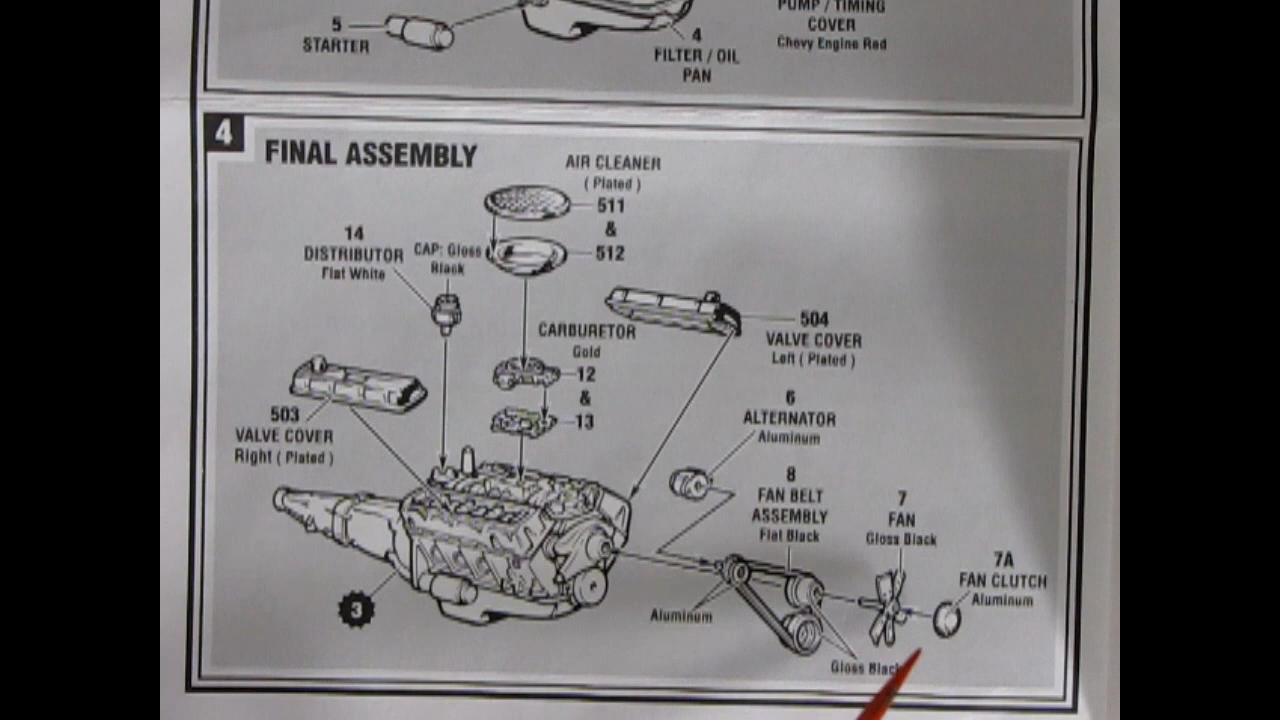 5
STARTER
4
FILTER / OIL
PAN
PUMP / TIMING
COVER
Chevy Engine Red
4
FINAL ASSEMBLY
AIR CLEANER
( Plated )
511
&
512
14
DISTRIBUTOR
Flat White
CAP: Gloss
Black
504
VALVE COVER
Left ( Plated )
CARBURETOR
Gold
12
&
13
503
VALVE COVER
Right ( Plated )
6
ALTERNATOR
Aluminum
8
FAN BELT
ASSEMBLY
Flat Black
7
FAN
Gloss Black
7A
FAN CLUTCH
Aluminum
3
Aluminum
Gloss Black